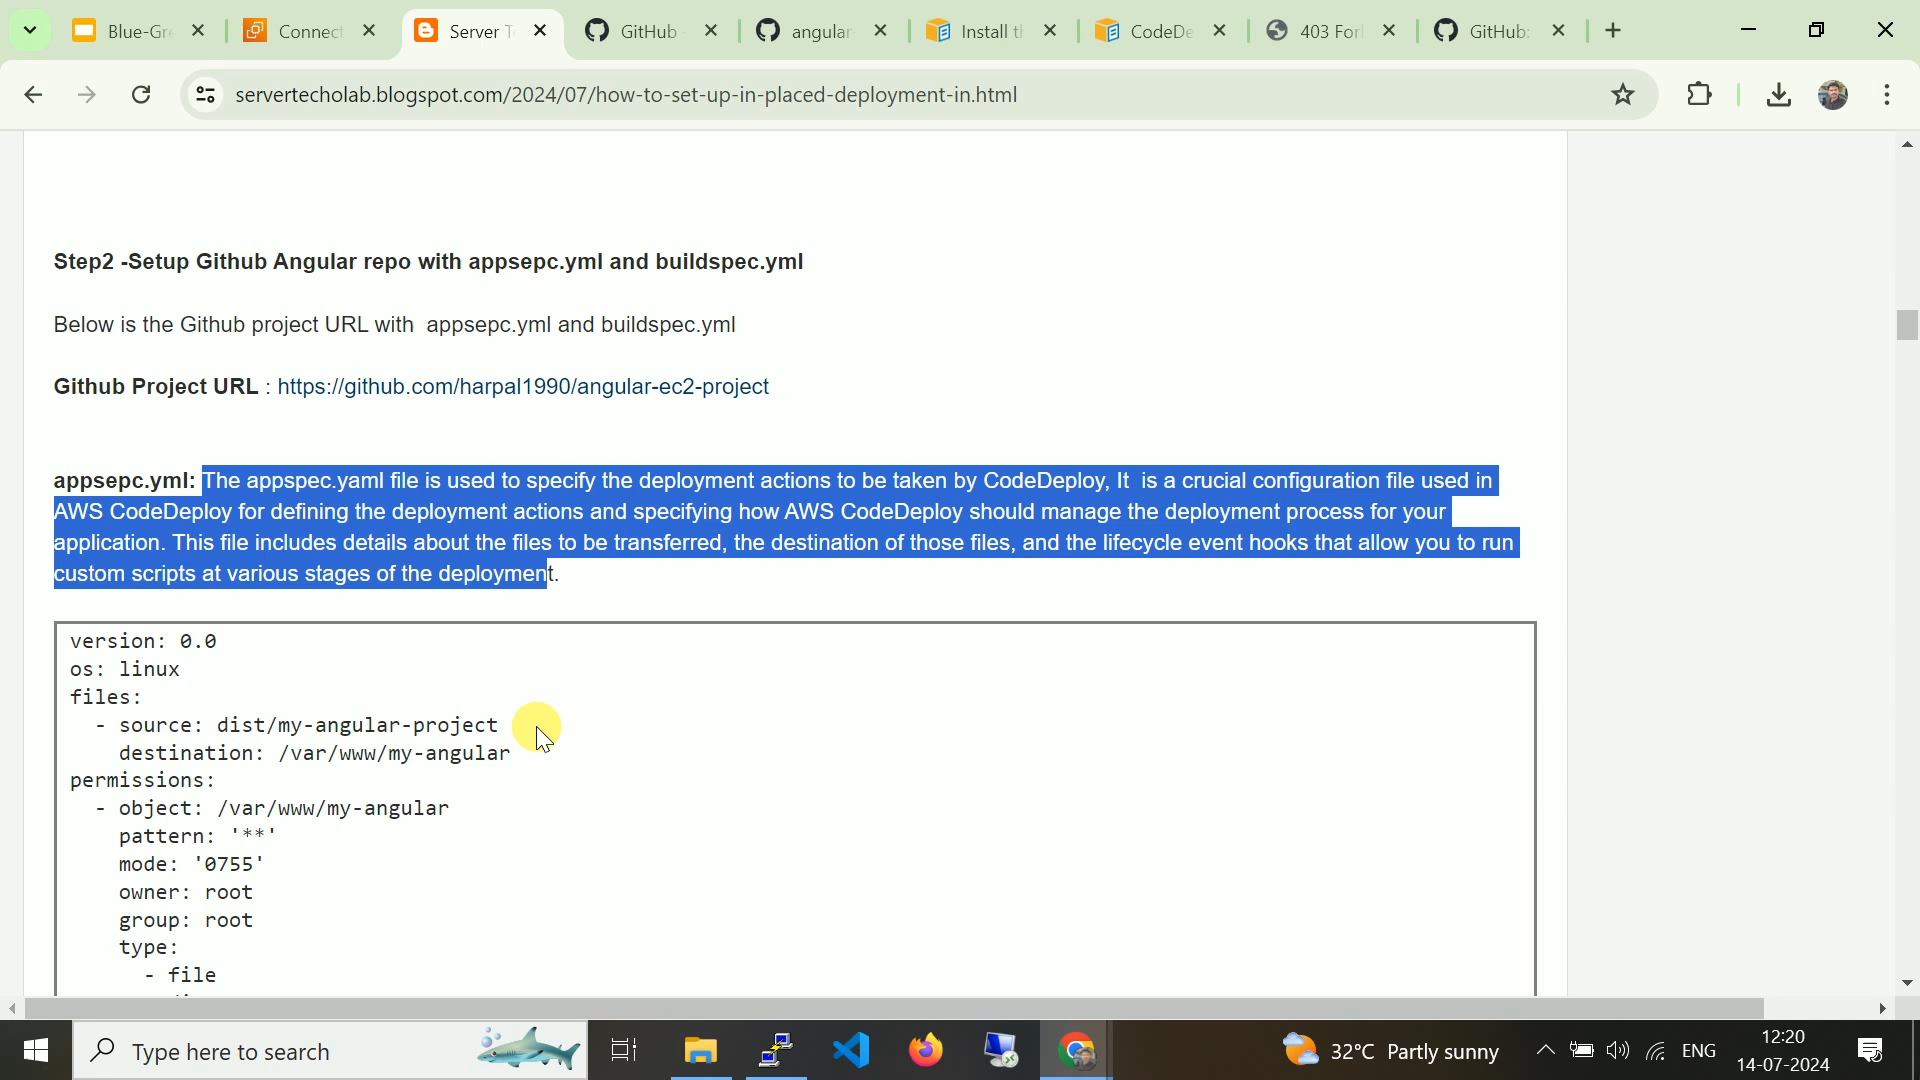 Blue-Gr
Connect
Server T
GitHub
angular
Install t
CodeDe
403 For
GitHub:
servertecholab.blogspot.com/2024/07/how-to-set-up-in-placed-deployment-in.html
Step2 -Setup Github Angular repo with appsepc.yml and buildspec.yml
Below is the Github project URL with appsepc.yml and buildspec.yml
Github Project URL : https://github.com/harpal1990/angular-ec2-project
appsepc.yml: The appspec.yaml file is used to specify the deployment actions to be taken by CodeDeploy, It is a crucial configuration file used in
AWS CodeDeploy for defining the deployment actions and specifying how AWS CodeDeploy should manage the deployment process for your
application. This file includes details about the files to be transferred, the destination of those files, and the lifecycle event hooks that allow you to run
custom scripts at various stages of the deployment.
version: 0.0
os: linux
files:
- source: dist/my-angular-project
destination: /var/www/my-angular
permissions:
- object: /var/www/my-angular
pattern: '**'
mode: '0755'
owner: root
group: root
type:
- file
Type here to search
32°C Partly sunny
ENG
12:20
14-07-2024